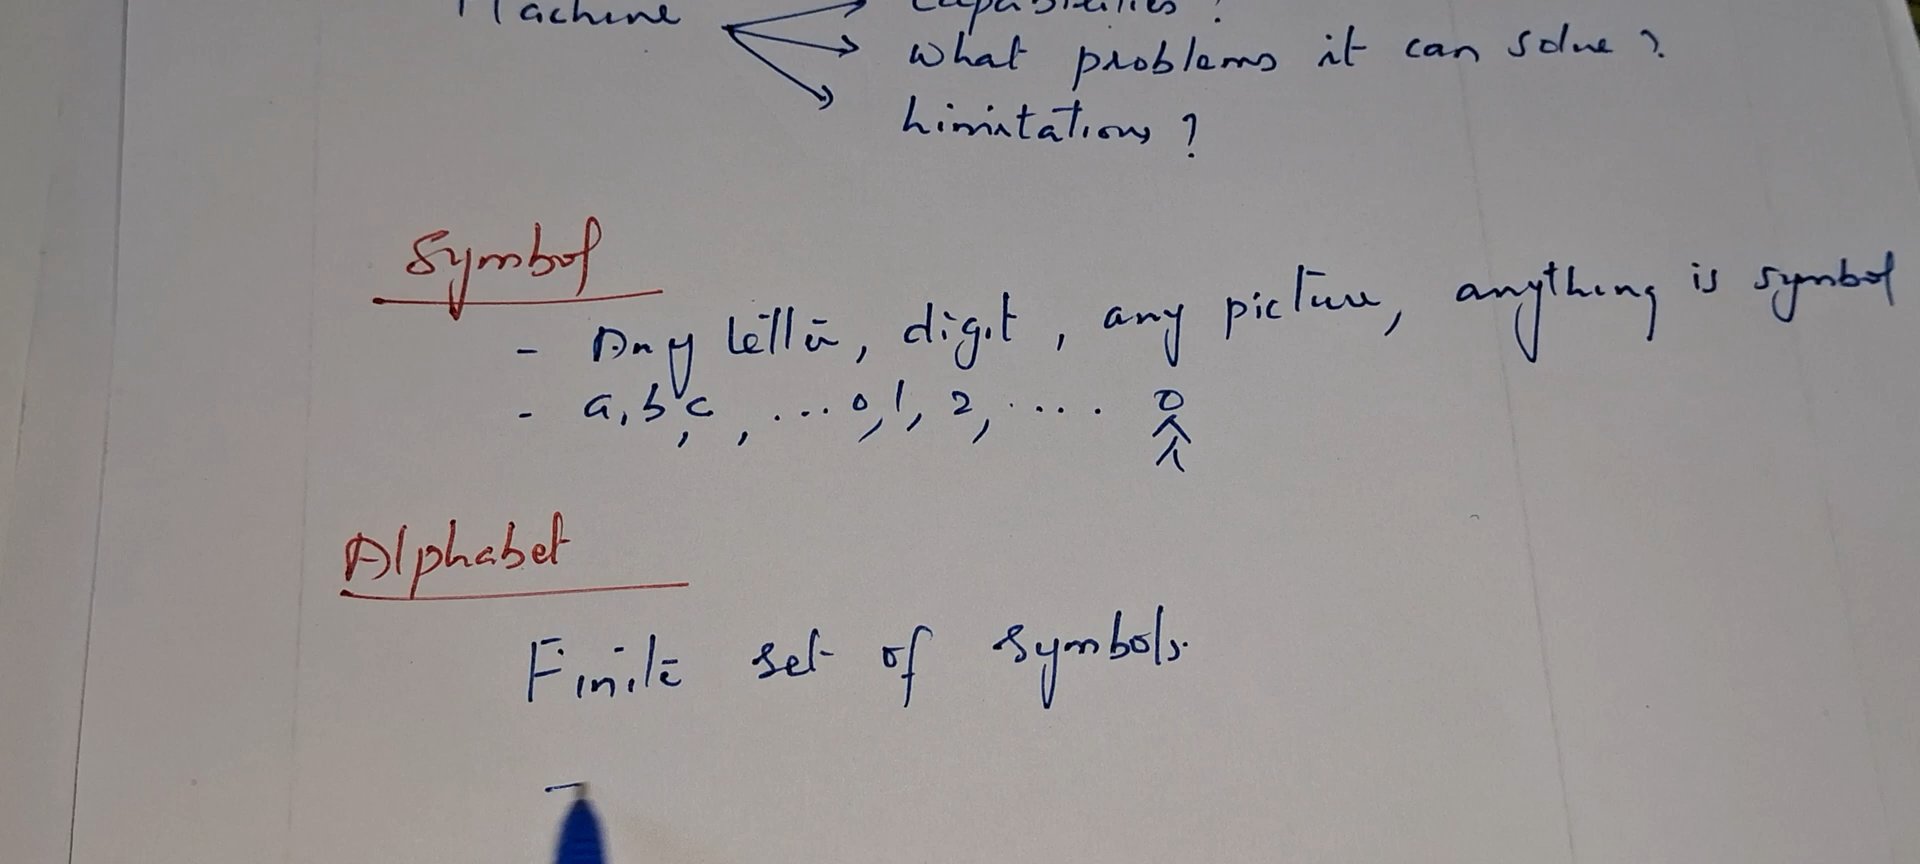 Machine
Capabilities?
What problems it can solve?
Limitations?
Symbol
- Any letter, digit, any picture, anything is symbol
- a, b, c, ... 0, 1, 2, ....
Alphabet
Finite set of symbols.